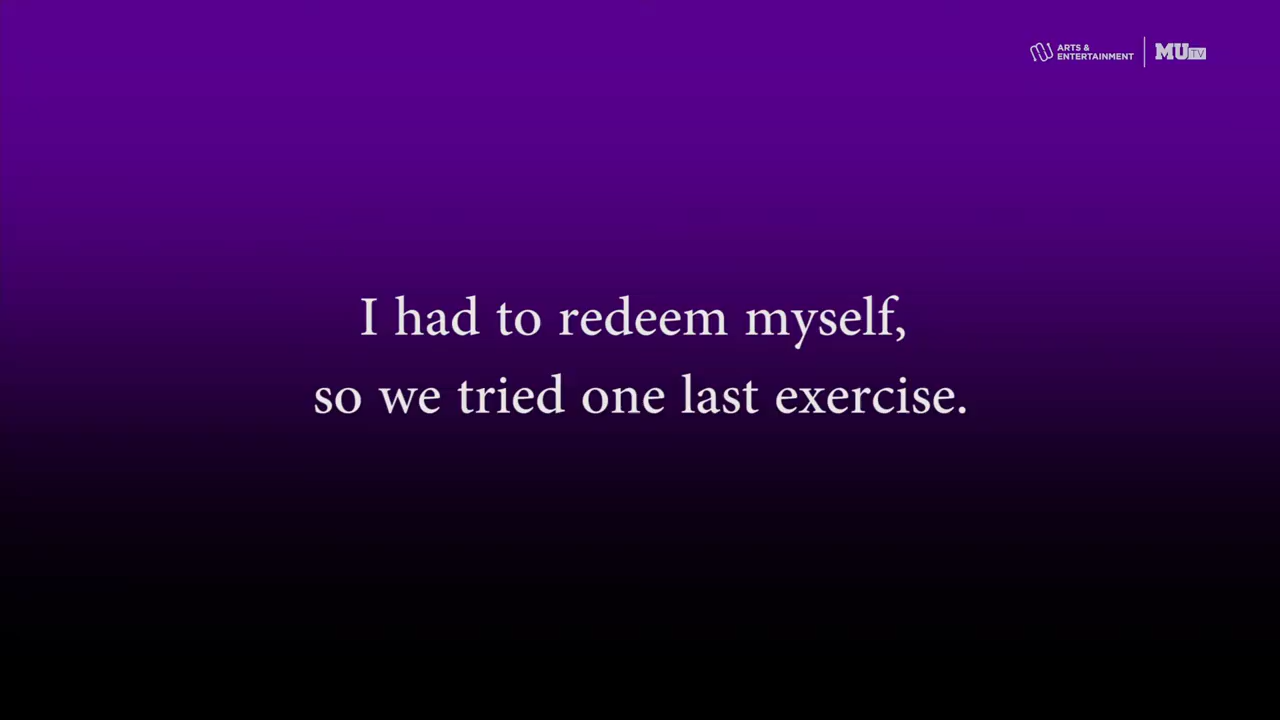 ARTS &
ENTERTAINMENT
MUTV
I had to redeem myself,
so we tried one last exercise.